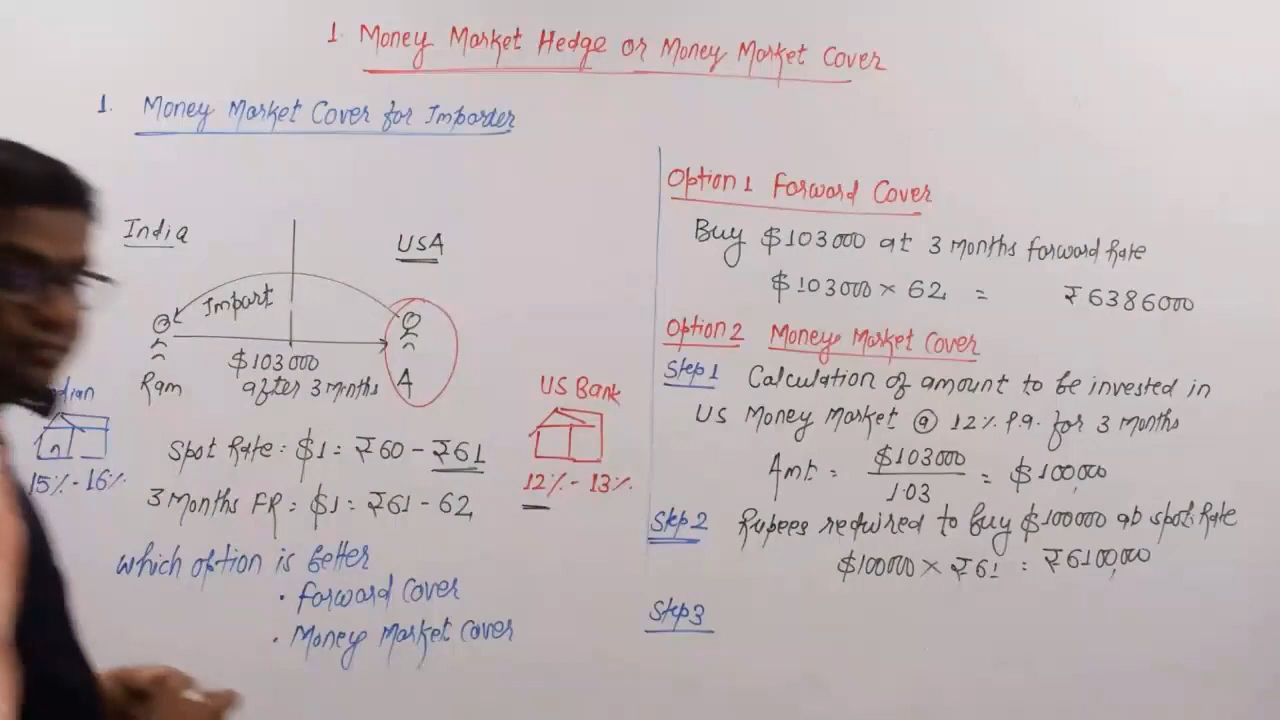 1. Money Market Hedge or Money Market Cover
1. Money Market Cover for Importer
India
USA
Import
$103000
after 3 months
Ram
A
15%-16%
US Bank
12%-13%
Spot Rate: $1 = ₹60 - ₹61
3 Months FR: $1 = ₹61 - 62
Which option is better
• Forward Cover
• Money Market Cover
Option 1 Forward Cover
Buy $103000 at 3 months forward Rate
$103000 × 62 = ₹6386000
Option 2 Money Market Cover
Step 1 Calculation of amount to be invested in
US Money Market @ 12% P.a. for 3 months
Amt = $103000 / 1.03 = $100,000
Step 2 Rupees required to buy $100000 at spot Rate
$100000 × ₹61 = ₹6100,000
Step 3